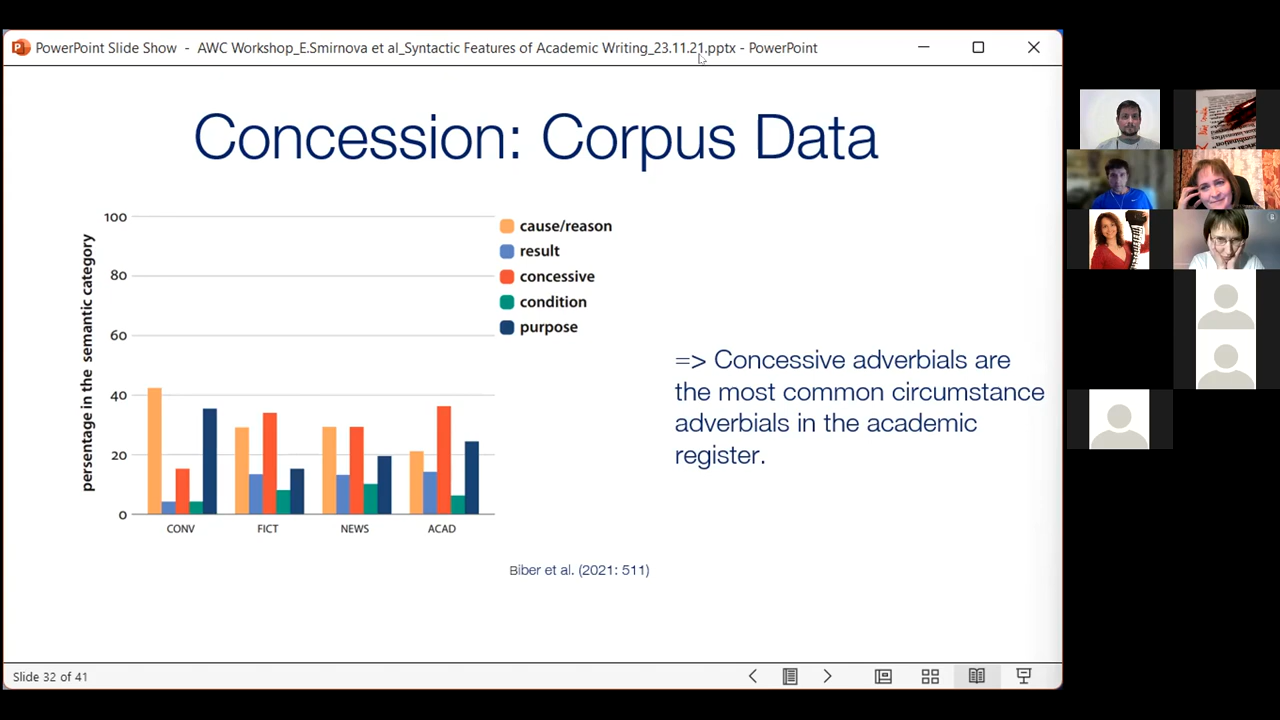 PowerPoint Slide Show - AWC Workshop_E.Smirnova et al_Syntactic Features of Academic Writing_23.11.21.pptx - PowerPoint
Concession: Corpus Data
100
80
60
40
20
0
persentage in the semantic category
CONV
FICT
NEWS
ACAD
cause/reason
result
concessive
condition
purpose
=> Concessive adverbials are
the most common circumstance
adverbials in the academic
register.
Biber et al. (2021: 511)
Slide 32 of 41